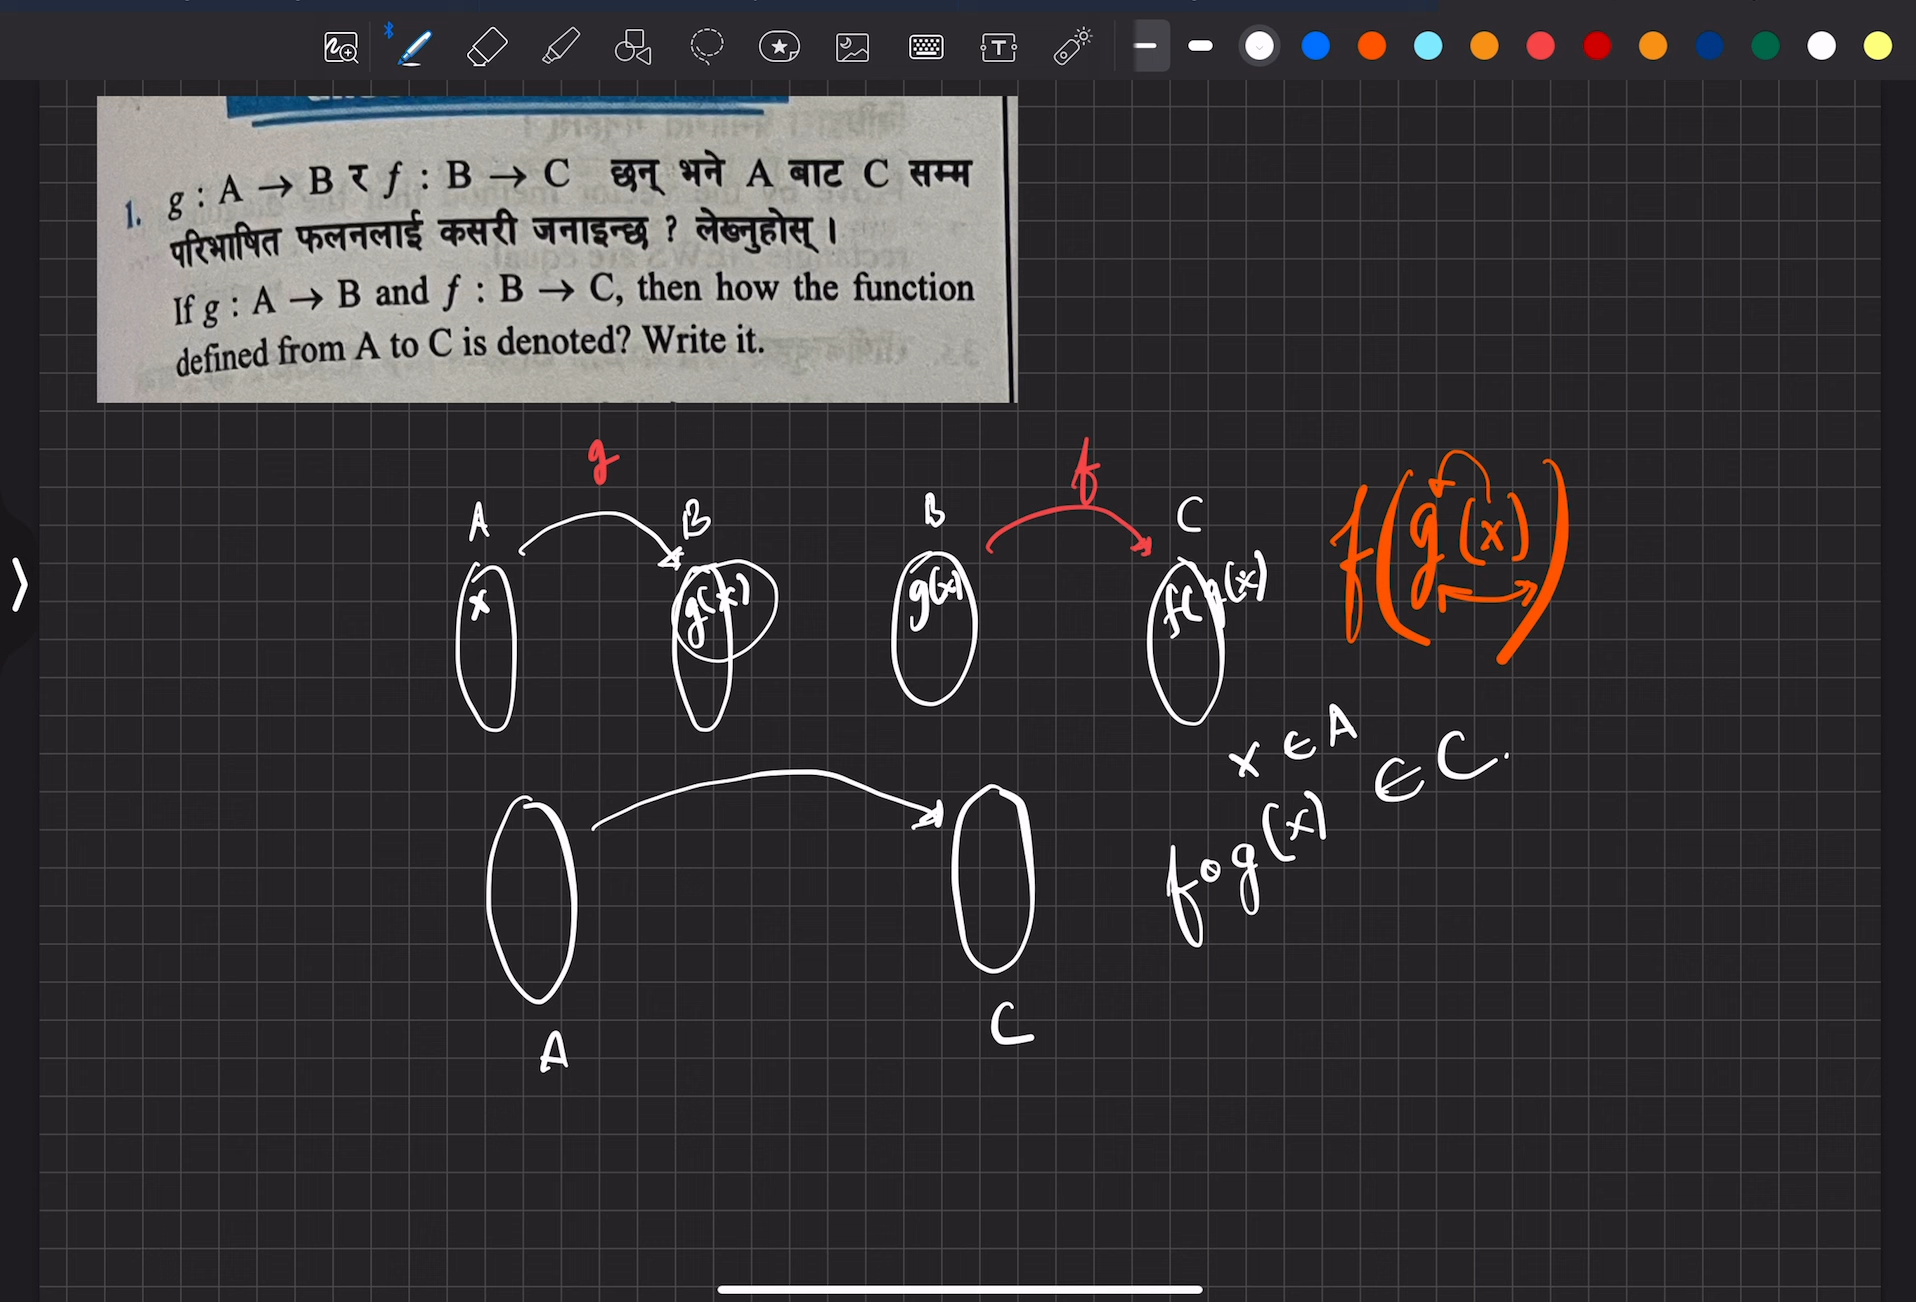 1. g : A → B र f : B → C छन् भने A बाट C सम्म
परिभाषित फलनलाई कसरी जनाइन्छ ? लेख्नुहोस् ।
If g : A → B and f : B → C, then how the function
defined from A to C is denoted? Write it.
g f
A B B C
x g(x) g(x) f(g(x)
f(g(x))
x ∈ A
fog(x) ∈ C.
A C